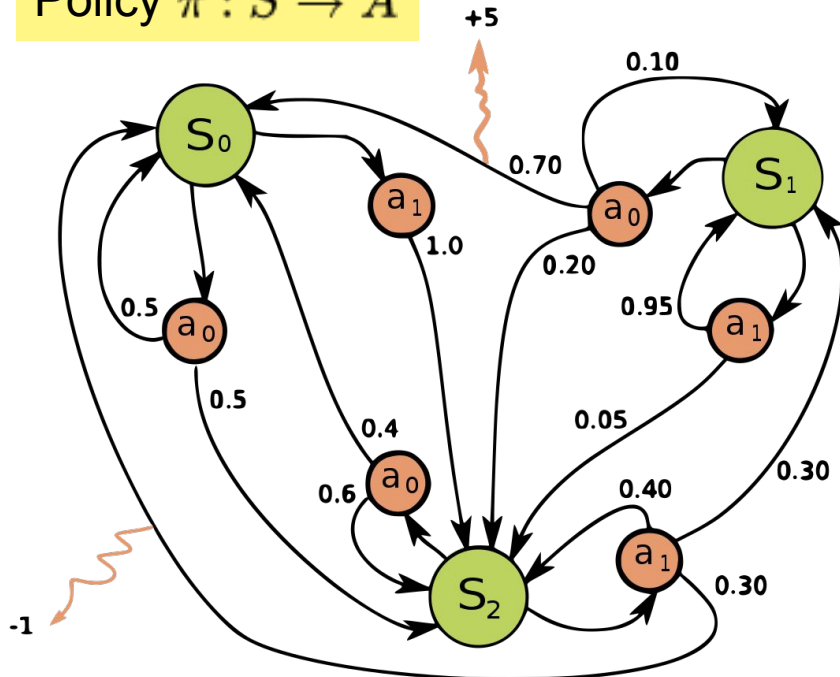 Policy π : S → A
+5
0.10
S₀
0.70
S₁
a₁
a₀
1.0
0.20
0.5
a₀
0.95
a₁
0.5
0.05
0.4
0.30
a₀
0.6
0.40
a₁
0.30
S₂
-1